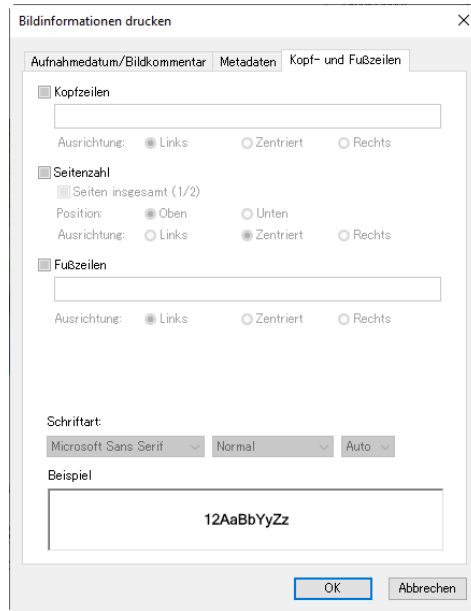 Bildinformationen drucken
Aufnahmedatum/Bildkommentar Metadaten Kopf- und Fußzeilen
Kopfzeilen
Ausrichtung: Links Zentriert Rechts
Seitenzahl
Seiten insgesamt (1/2)
Position: Oben Unten
Ausrichtung: Links Zentriert Rechts
Fußzeilen
Ausrichtung: Links Zentriert Rechts
Schriftart:
Microsoft Sans Serif Normal Auto
Beispiel
12AaBbYyZz
OK Abbrechen